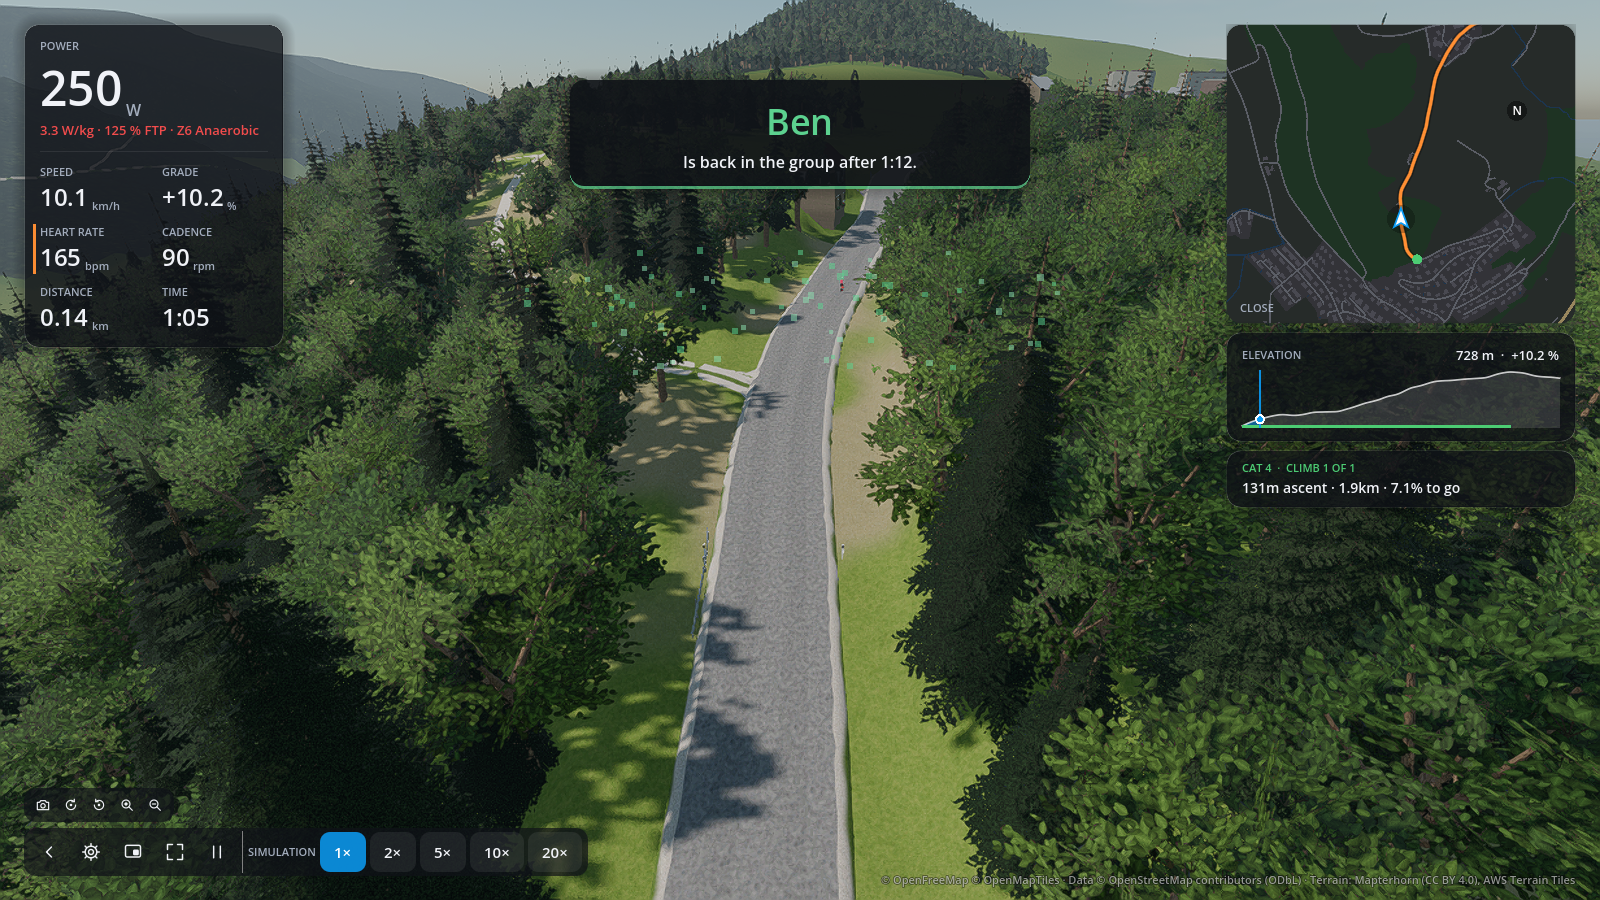 POWER
250 W
3.3 W/kg · 125 % FTP · Z6 Anaerobic
SPEED
10.1 km/h
GRADE
+10.2 %
HEART RATE
165 bpm
CADENCE
90 rpm
DISTANCE
0.14 km
TIME
1:05
Ben
Is back in the group after 1:12.
N
CLOSE
ELEVATION 728 m · +10.2 %
CAT 4 · CLIMB 1 OF 1
131m ascent · 1.9km · 7.1% to go
SIMULATION 1× 2× 5× 10× 20×
© OpenFreeMap © OpenMapTiles · Data © OpenStreetMap contributors (ODbL) · Terrain: Mapterhorn (CC BY 4.0), AWS Terrain Tiles